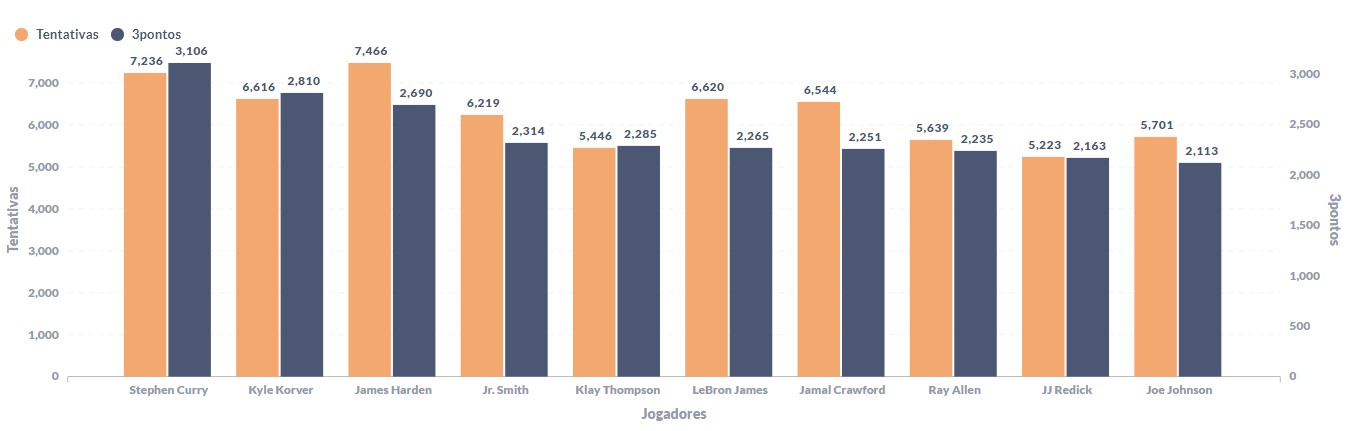 Tentativas 3pontos
7,236 3,106 6,616 2,810 7,466 2,690 6,219 2,314 5,446 2,285 6,620 2,265 6,544 2,251 5,639 2,235 5,223 2,163 5,701 2,113
Tentativas
7,000
6,000
5,000
4,000
3,000
2,000
1,000
0
3,000
2,500
2,000
1,500
1,000
500
0
3pontos
Stephen Curry Kyle Korver James Harden Jr. Smith Klay Thompson LeBron James Jamal Crawford Ray Allen JJ Redick Joe Johnson
Jogadores